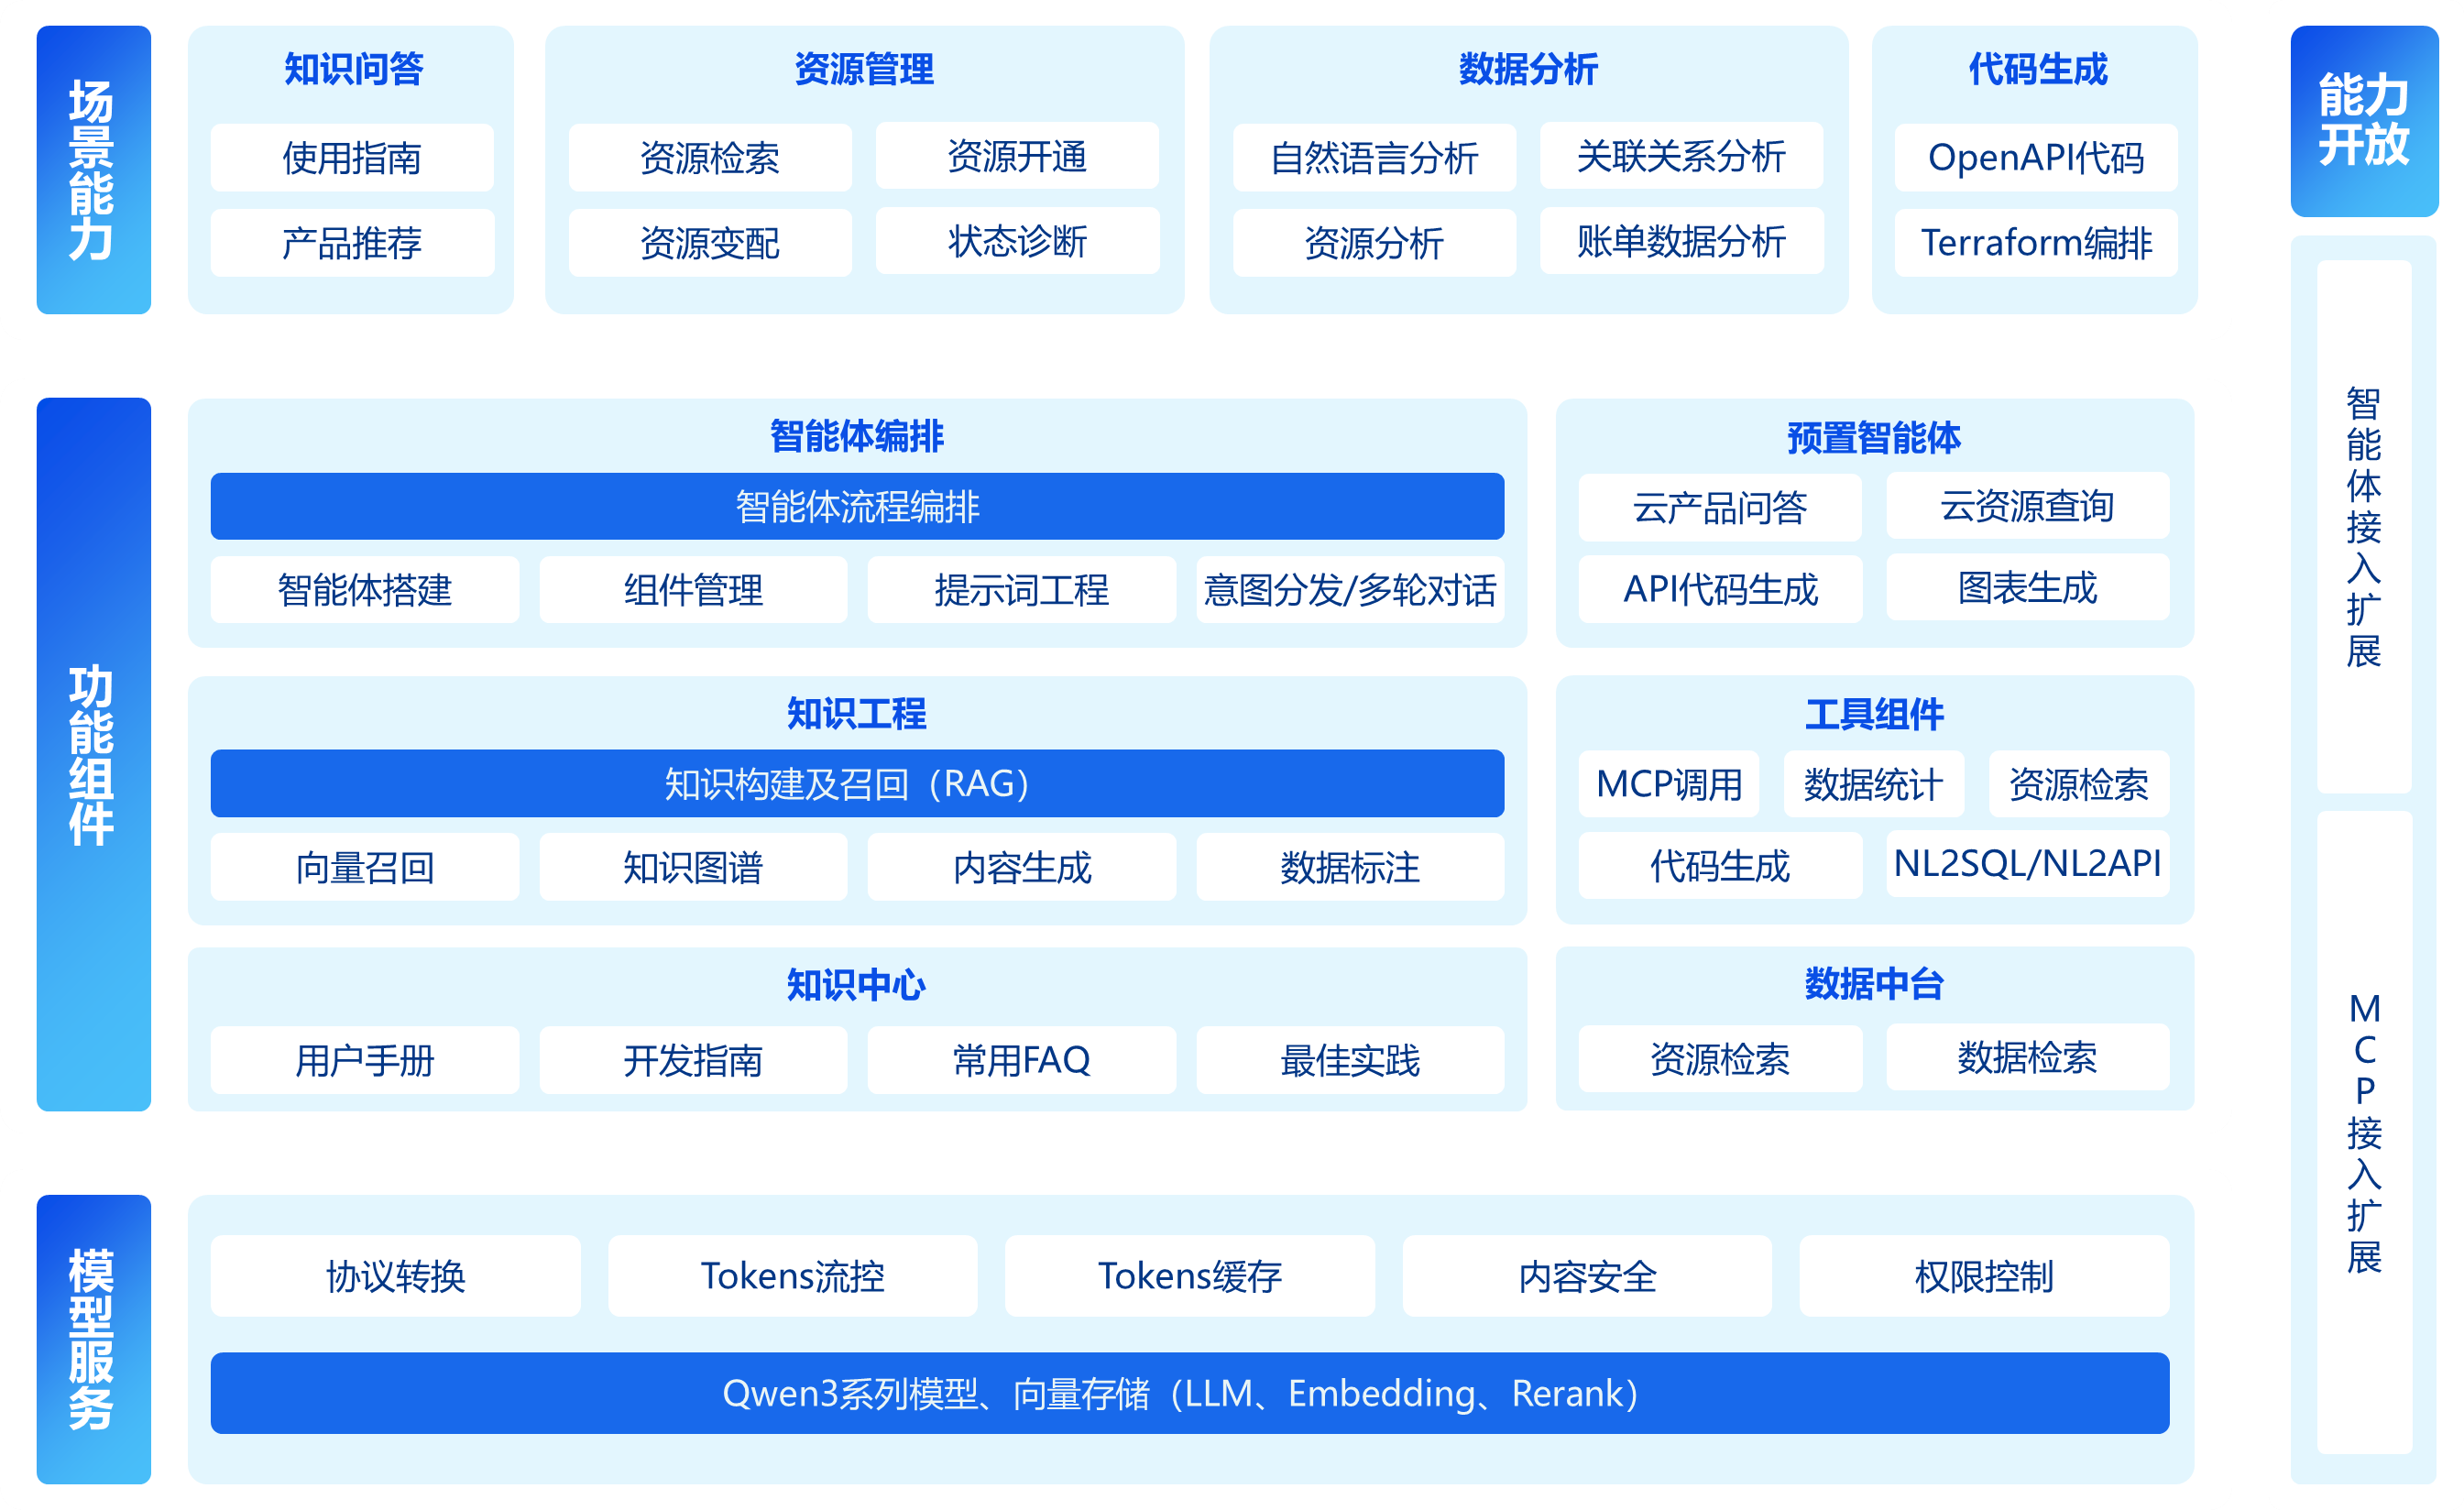 场景能力
知识问答
使用指南
产品推荐
资源管理
资源检索
资源开通
资源变配
状态诊断
数据分析
自然语言分析
关联关系分析
资源分析
账单数据分析
代码生成
OpenAPI代码
Terraform编排
功能组件
智能体编排
智能体流程编排
智能体搭建
组件管理
提示词工程
意图分发/多轮对话
预置智能体
云产品问答
云资源查询
API代码生成
图表生成
知识工程
知识构建及召回（RAG）
向量召回
知识图谱
内容生成
数据标注
工具组件
MCP调用
数据统计
资源检索
代码生成
NL2SQL/NL2API
知识中心
用户手册
开发指南
常用FAQ
最佳实践
数据中台
资源检索
数据检索
模型服务
协议转换
Tokens流控
Tokens缓存
内容安全
权限控制
Qwen3系列模型、向量存储（LLM、Embedding、Rerank）
能力
开放
智能体接入扩展
MCP接入扩展